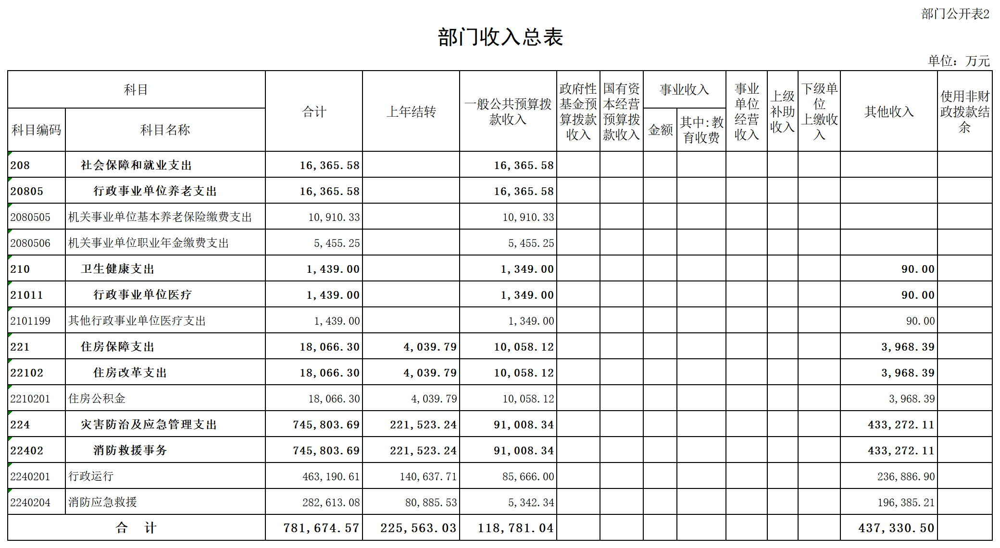 部门公开表2
部门收入总表
单位：万元
科目 合计 上年结转 一般公共预算拨款收入 政府性基金预算拨款收入 国有资本经营预算拨款收入 事业收入 事业单位经营收入 上级补助收入 下级单位上缴收入 其他收入 使用非财政拨款结余
科目编码 科目名称 金额 其中:教育收费
208 社会保障和就业支出 16,365.58 16,365.58
20805 行政事业单位养老支出 16,365.58 16,365.58
2080505 机关事业单位基本养老保险缴费支出 10,910.33 10,910.33
2080506 机关事业单位职业年金缴费支出 5,455.25 5,455.25
210 卫生健康支出 1,439.00 1,349.00 90.00
21011 行政事业单位医疗 1,439.00 1,349.00 90.00
2101199 其他行政事业单位医疗支出 1,439.00 1,349.00 90.00
221 住房保障支出 18,066.30 4,039.79 10,058.12 3,968.39
22102 住房改革支出 18,066.30 4,039.79 10,058.12 3,968.39
2210201 住房公积金 18,066.30 4,039.79 10,058.12 3,968.39
224 灾害防治及应急管理支出 745,803.69 221,523.24 91,008.34 433,272.11
22402 消防救援事务 745,803.69 221,523.24 91,008.34 433,272.11
2240201 行政运行 463,190.61 140,637.71 85,666.00 236,886.90
2240204 消防应急救援 282,613.08 80,885.53 5,342.34 196,385.21
合 计 781,674.57 225,563.03 118,781.04 437,330.50